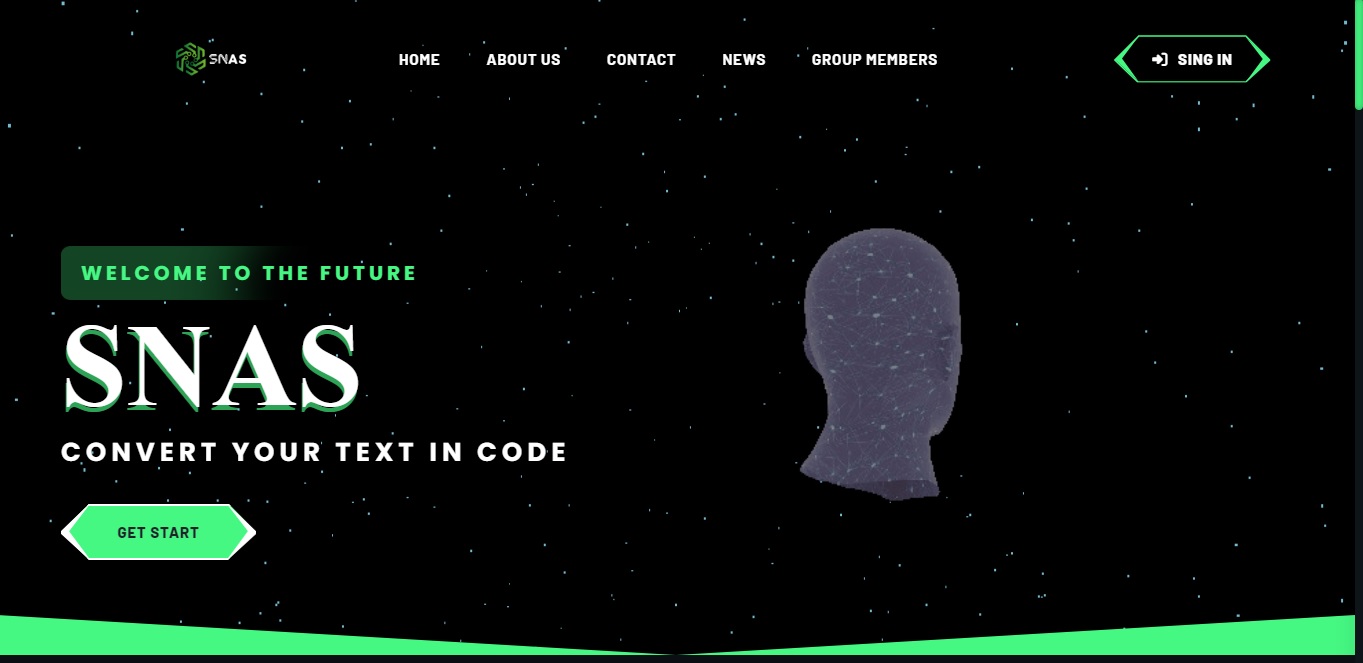 SNAS
HOME ABOUT US CONTACT NEWS GROUP MEMBERS
SING IN
WELCOME TO THE FUTURE
SNAS
CONVERT YOUR TEXT IN CODE
GET START